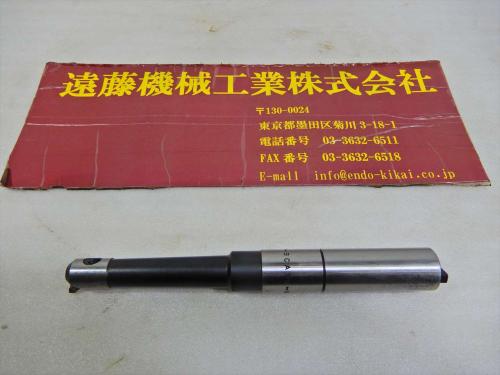 遠藤機械工業株式会社
〒130-0024
東京都墨田区菊川3-18-1
電話番号 03-3632-6511
FAX番号 03-3632-6518
E-mall info@endo-kikai.co.jp